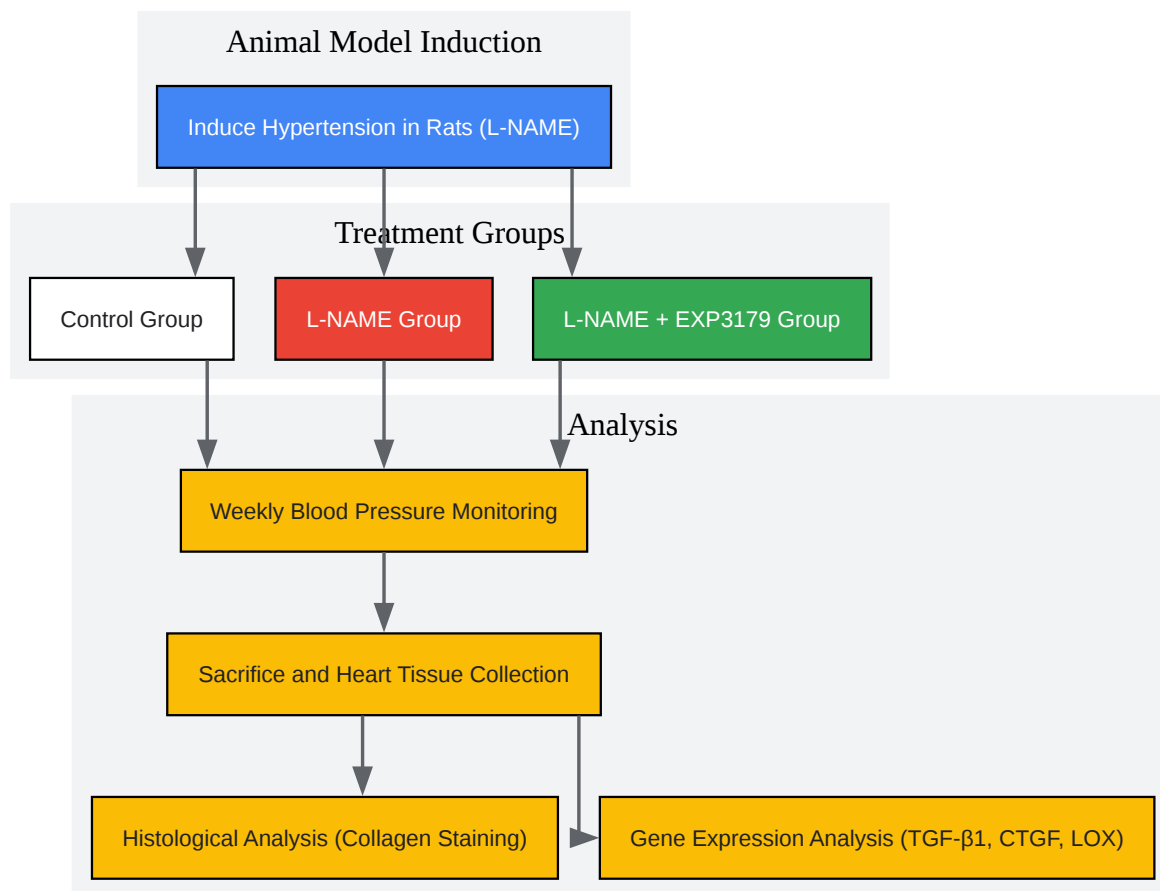 Animal Model Induction
Induce Hypertension in Rats (L-NAME)
Treatment Groups
Control Group
L-NAME Group
L-NAME + EXP3179 Group
Analysis
Weekly Blood Pressure Monitoring
Sacrifice and Heart Tissue Collection
Histological Analysis (Collagen Staining)
Gene Expression Analysis (TGF-β1, CTGF, LOX)